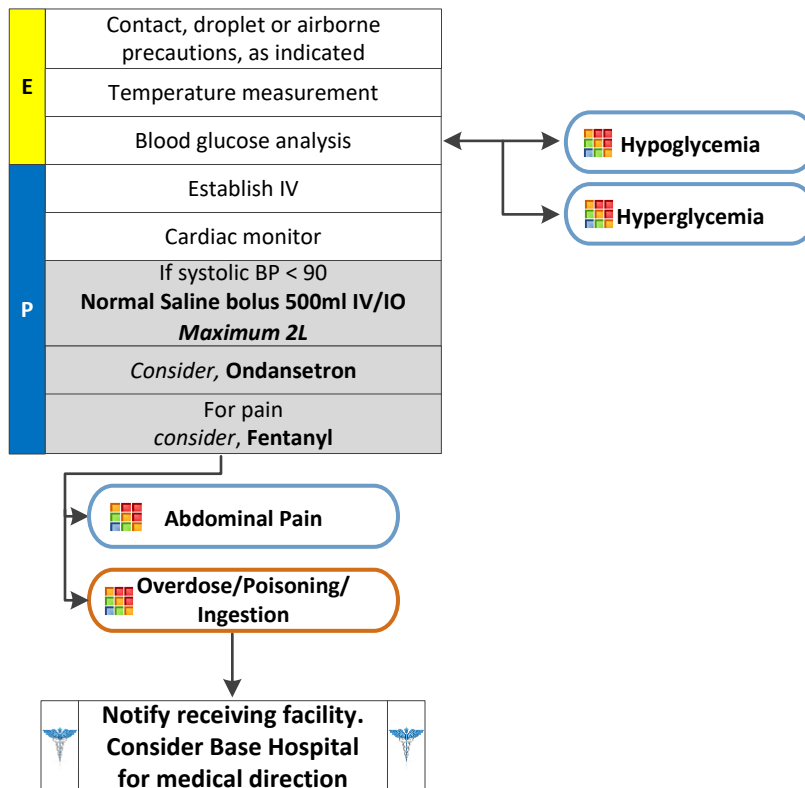 Contact, droplet or airborne
precautions, as indicated
E
Temperature measurement
Blood glucose analysis
Hypoglycemia
Hyperglycemia
P
Establish IV
Cardiac monitor
If systolic BP < 90
Normal Saline bolus 500ml IV/IO
Maximum 2L
Consider, Ondansetron
For pain
consider, Fentanyl
Abdominal Pain
Overdose/Poisoning/
Ingestion
Notify receiving facility.
Consider Base Hospital
for medical direction